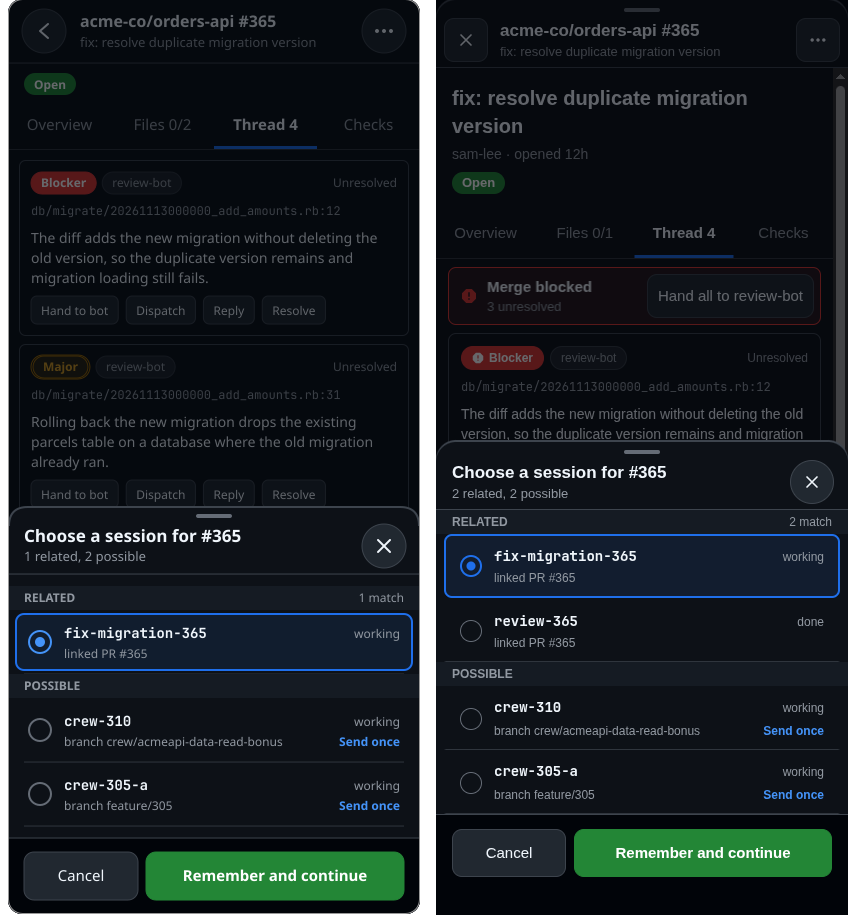 acme-co/orders-api #365
fix: resolve duplicate migration version
Open
Overview
Files 0/2
Thread 4
Checks
Blocker
review-bot
Unresolved
db/migrate/20261113000000_add_amounts.rb:12
The diff adds the new migration without deleting the
old version, so the duplicate version remains and
migration loading still fails.
Hand to bot
Dispatch
Reply
Resolve
Major
review-bot
Unresolved
db/migrate/20261113000000_add_amounts.rb:31
Rolling back the new migration drops the existing
parcels table on a database where the old migration
already ran.
Hand to bot
Dispatch
Reply
Resolve
Choose a session for #365
1 related, 2 possible
RELATED
1 match
fix-migration-365
working
linked PR #365
POSSIBLE
crew-310
working
branch crew/acmeapi-data-read-bonus
Send once
crew-305-a
working
branch feature/305
Send once
Cancel
Remember and continue
acme-co/orders-api #365
fix: resolve duplicate migration version
fix: resolve duplicate migration
version
sam-lee · opened 12h
Open
Overview
Files 0/1
Thread 4
Checks
Merge blocked
3 unresolved
Hand all to review-bot
Blocker
review-bot
Unresolved
db/migrate/20261113000000_add_amounts.rb:12
The diff adds the new migration without deleting the old
version, so the duplicate version remains and migration
Choose a session for #365
2 related, 2 possible
RELATED
2 match
fix-migration-365
working
linked PR #365
review-365
done
linked PR #365
POSSIBLE
crew-310
working
branch crew/acmeapi-data-read-bonus
Send once
crew-305-a
working
branch feature/305
Send once
Cancel
Remember and continue